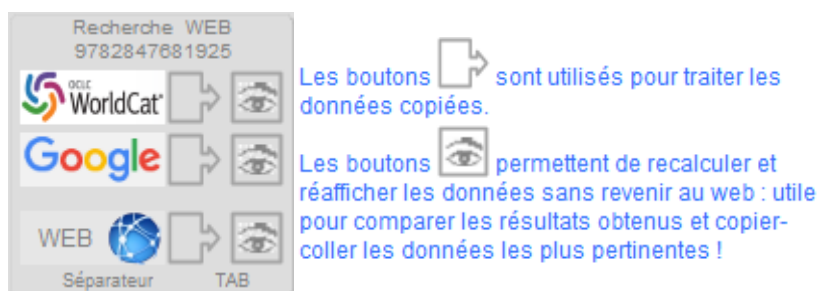 Recherche WEB
9782847681925
OCLC
WorldCat®
Google
WEB
Séparateur TAB
Les boutons sont utilisés pour traiter les
données copiées.
Les boutons permettent de recalculer et
réafficher les données sans revenir au web : utile
pour comparer les résultats obtenus et copier-
coller les données les plus pertinentes !